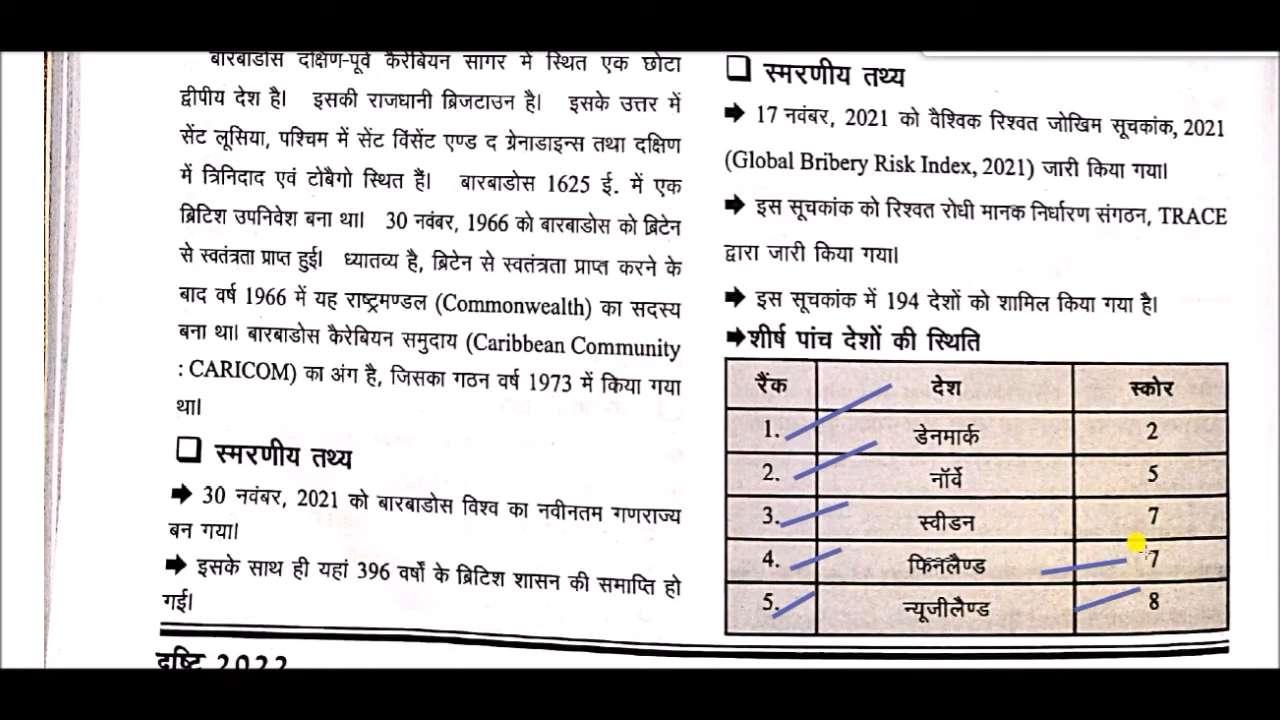 बारबाडोस दक्षिण-पूर्व कैरेबियन सागर में स्थित एक छोटा
द्वीपीय देश है। इसकी राजधानी ब्रिजटाउन है। इसके उत्तर में
सेंट लूसिया, पश्चिम में सेंट विंसेंट एण्ड द ग्रेनाडाइन्स तथा दक्षिण
में त्रिनिदाद एवं टोबैगो स्थित हैं। बारबाडोस 1625 ई. में एक
ब्रिटिश उपनिवेश बना था। 30 नवंबर, 1966 को बारबाडोस को ब्रिटेन
से स्वतंत्रता प्राप्त हुई। ध्यातव्य है, ब्रिटेन से स्वतंत्रता प्राप्त करने के
बाद वर्ष 1966 में यह राष्ट्रमण्डल (Commonwealth) का सदस्य
बना था। बारबाडोस कैरेबियन समुदाय (Caribbean Community
: CARICOM) का अंग है, जिसका गठन वर्ष 1973 में किया गया
था।
स्मरणीय तथ्य
30 नवंबर, 2021 को बारबाडोस विश्व का नवीनतम गणराज्य
बन गया।
इसके साथ ही यहां 396 वर्षों के ब्रिटिश शासन की समाप्ति हो
गई।
दृष्टि 2022
स्मरणीय तथ्य
17 नवंबर, 2021 को वैश्विक रिश्वत जोखिम सूचकांक, 2021
(Global Bribery Risk Index, 2021) जारी किया गया।
इस सूचकांक को रिश्वत रोधी मानक निर्धारण संगठन, TRACE
द्वारा जारी किया गया।
इस सूचकांक में 194 देशों को शामिल किया गया है।
शीर्ष पांच देशों की स्थिति
रैंक देश स्कोर
1. डेनमार्क 2
2. नॉर्वे 5
3. स्वीडन 7
4. फिनलैण्ड 7
5. न्यूजीलैण्ड 8